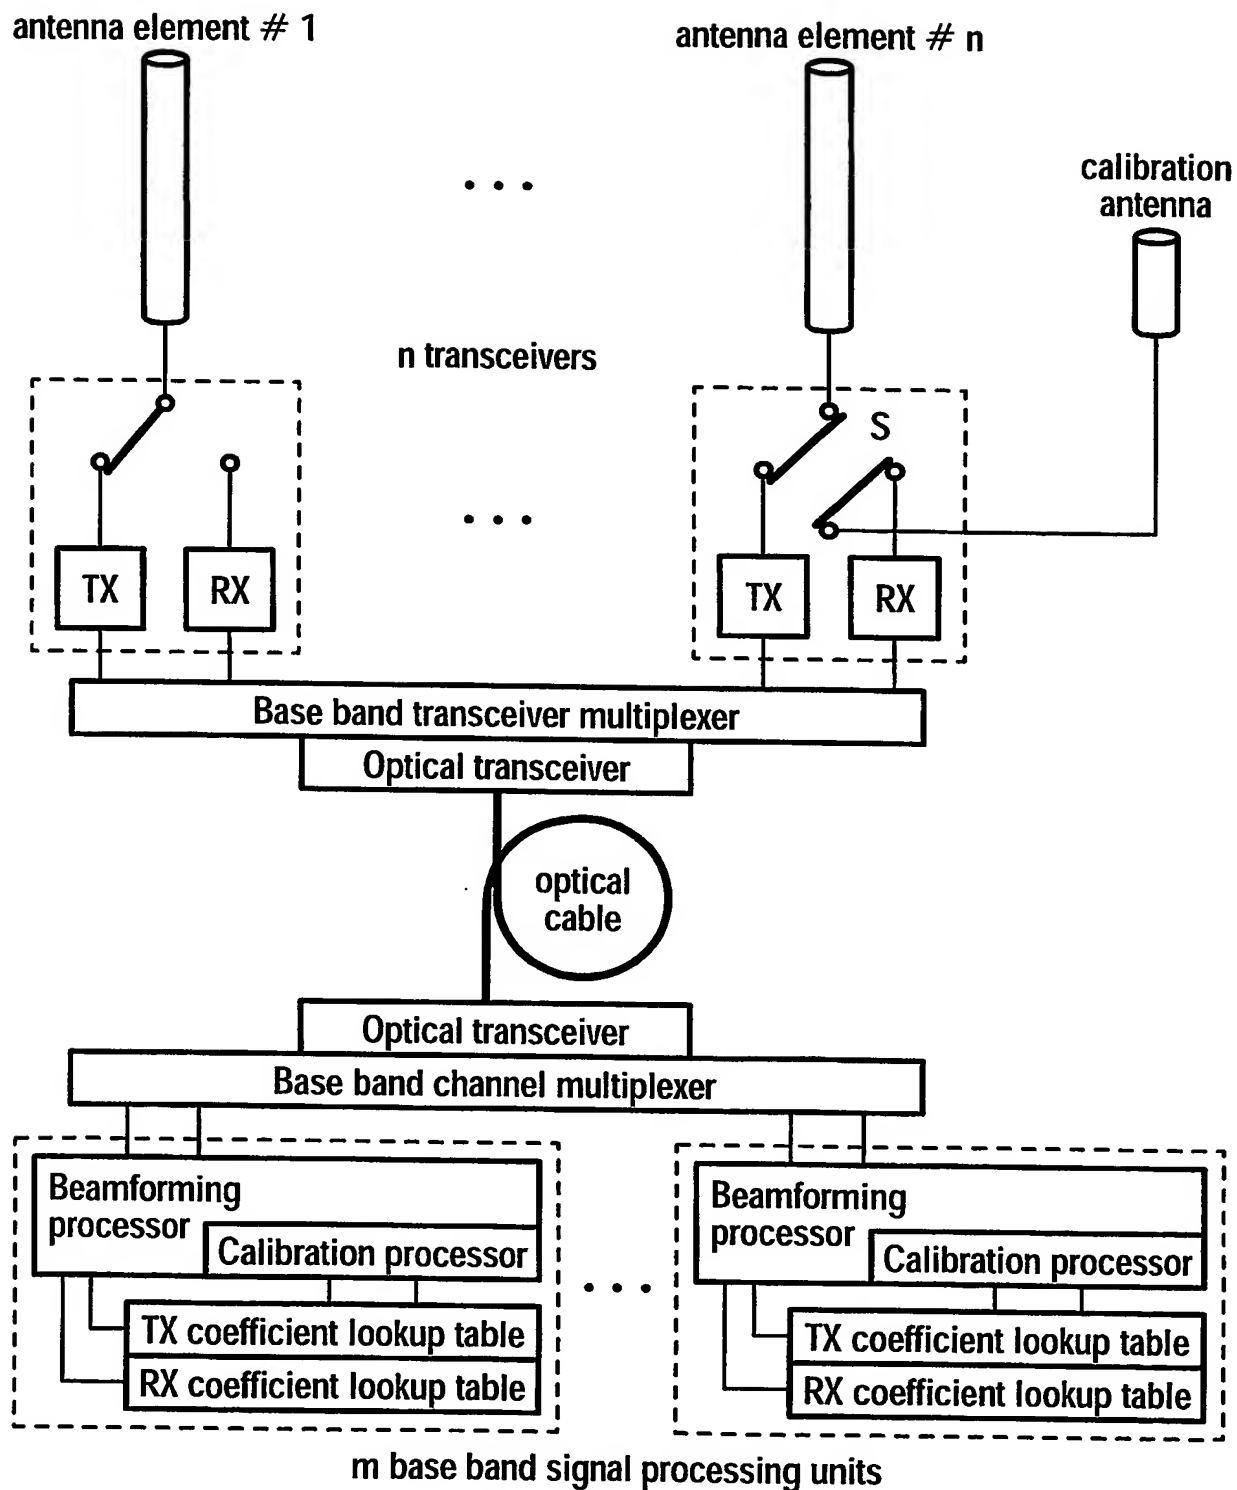 antenna element # 1
antenna element # n
calibration
antenna
n transceivers
S
TX
RX
TX
RX
Base band transceiver multiplexer
Optical transceiver
optical
cable
Optical transceiver
Base band channel multiplexer
Beamforming
processor
Calibration processor
TX coefficient lookup table
RX coefficient lookup table
Beamforming
processor
Calibration processor
TX coefficient lookup table
RX coefficient lookup table
m base band signal processing units